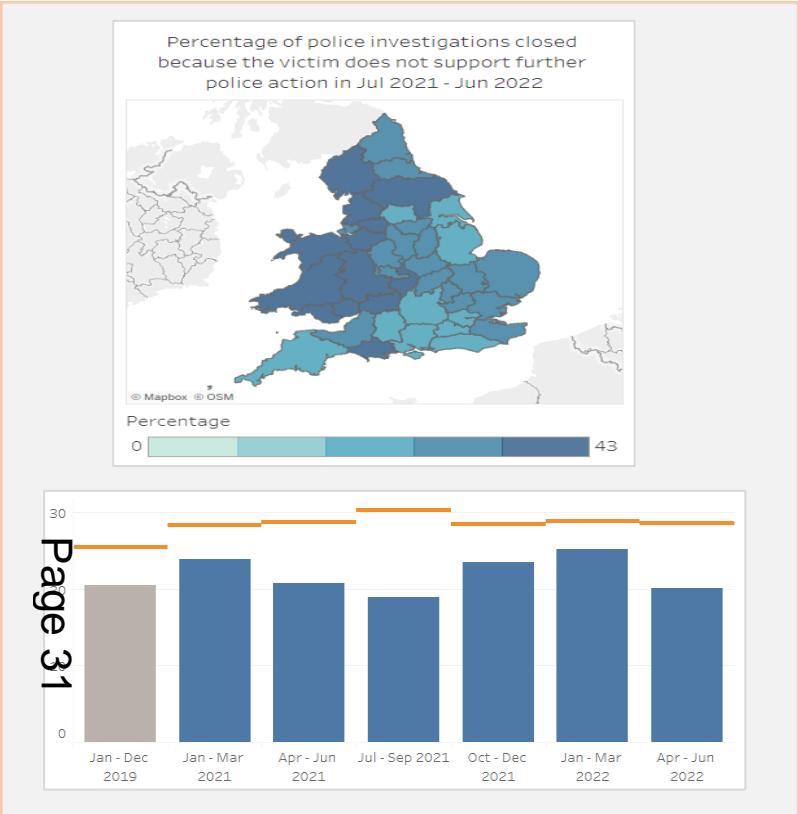 Percentage of police investigations closed
because the victim does not support further
police action in Jul 2021 - Jun 2022
© Mapbox © OSM
Percentage
0
43
30
0
Page 31
Jan - Dec 2019
Jan - Mar 2021
Apr - Jun 2021
Jul - Sep 2021
Oct - Dec 2021
Jan - Mar 2022
Apr - Jun 2022